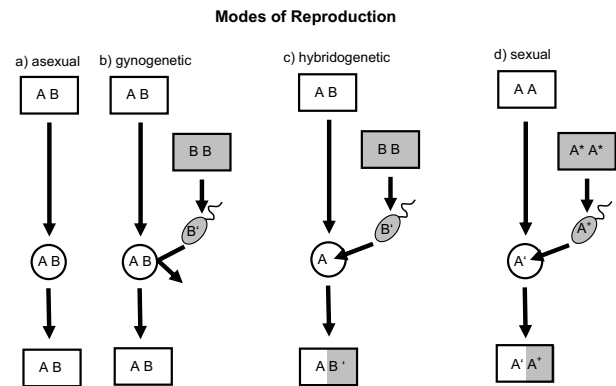 Modes of Reproduction
a) asexual
b) gynogenetic
c) hybridogenetic
d) sexual
A B
A B
A B
A A
B B
B B
A* A*
B'
B'
A⁺
A B
A B
A
A'
A B
A B
A B '
A' A⁺